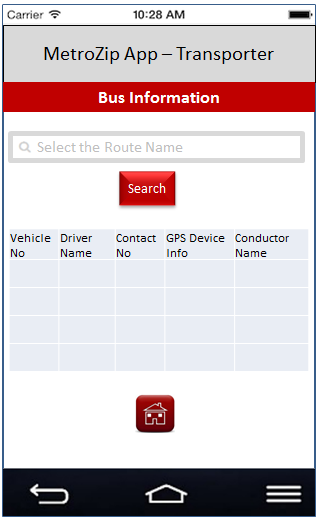 Carrier 10:28 AM
MetroZip App – Transporter
Bus Information
Select the Route Name
Search
Vehicle No Driver Name Contact No GPS Device Info Conductor Name